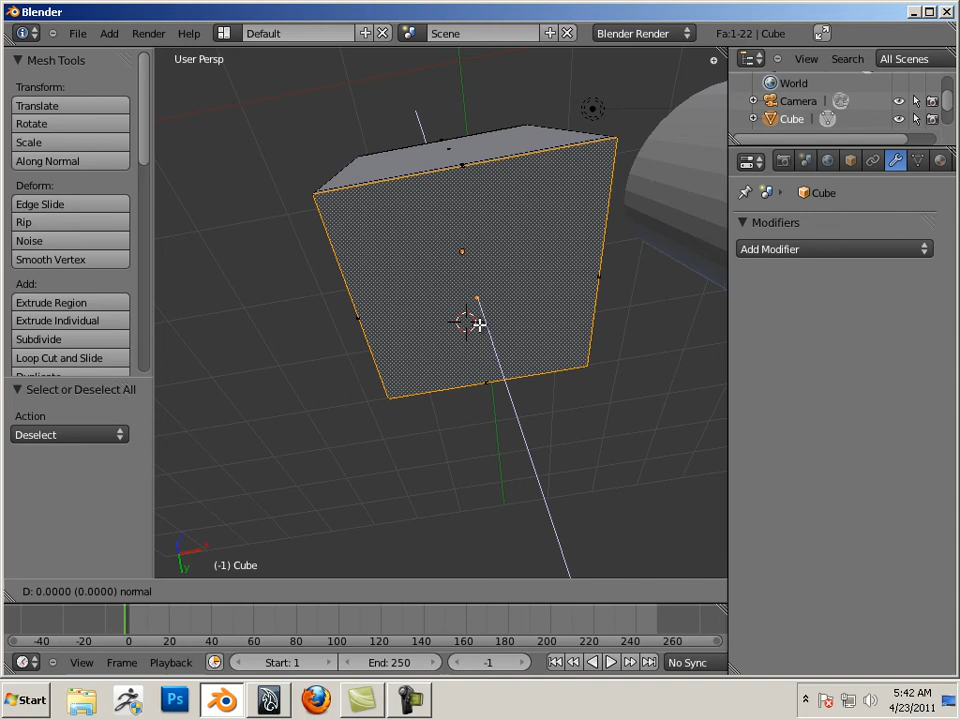 Blender
File Add Render Help Default Scene Blender Render Fa:1-22 | Cube
Mesh Tools
Transform:
Translate
Rotate
Scale
Along Normal
Deform:
Edge Slide
Rip
Noise
Smooth Vertex
Add:
Extrude Region
Extrude Individual
Subdivide
Loop Cut and Slide
Select or Deselect All
Action
Deselect
User Persp
(-1) Cube
x
y
D: 0.0000 (0.0000) normal
View Search All Scenes
World
Camera
Cube
Cube
Modifiers
Add Modifier
-40 -20 0 20 40 60 80 100 120 140 160 180 200 220 240 260
View Frame Playback Start: 1 End: 250 -1 No Sync
Start Ps 5:42 AM
4/23/2011